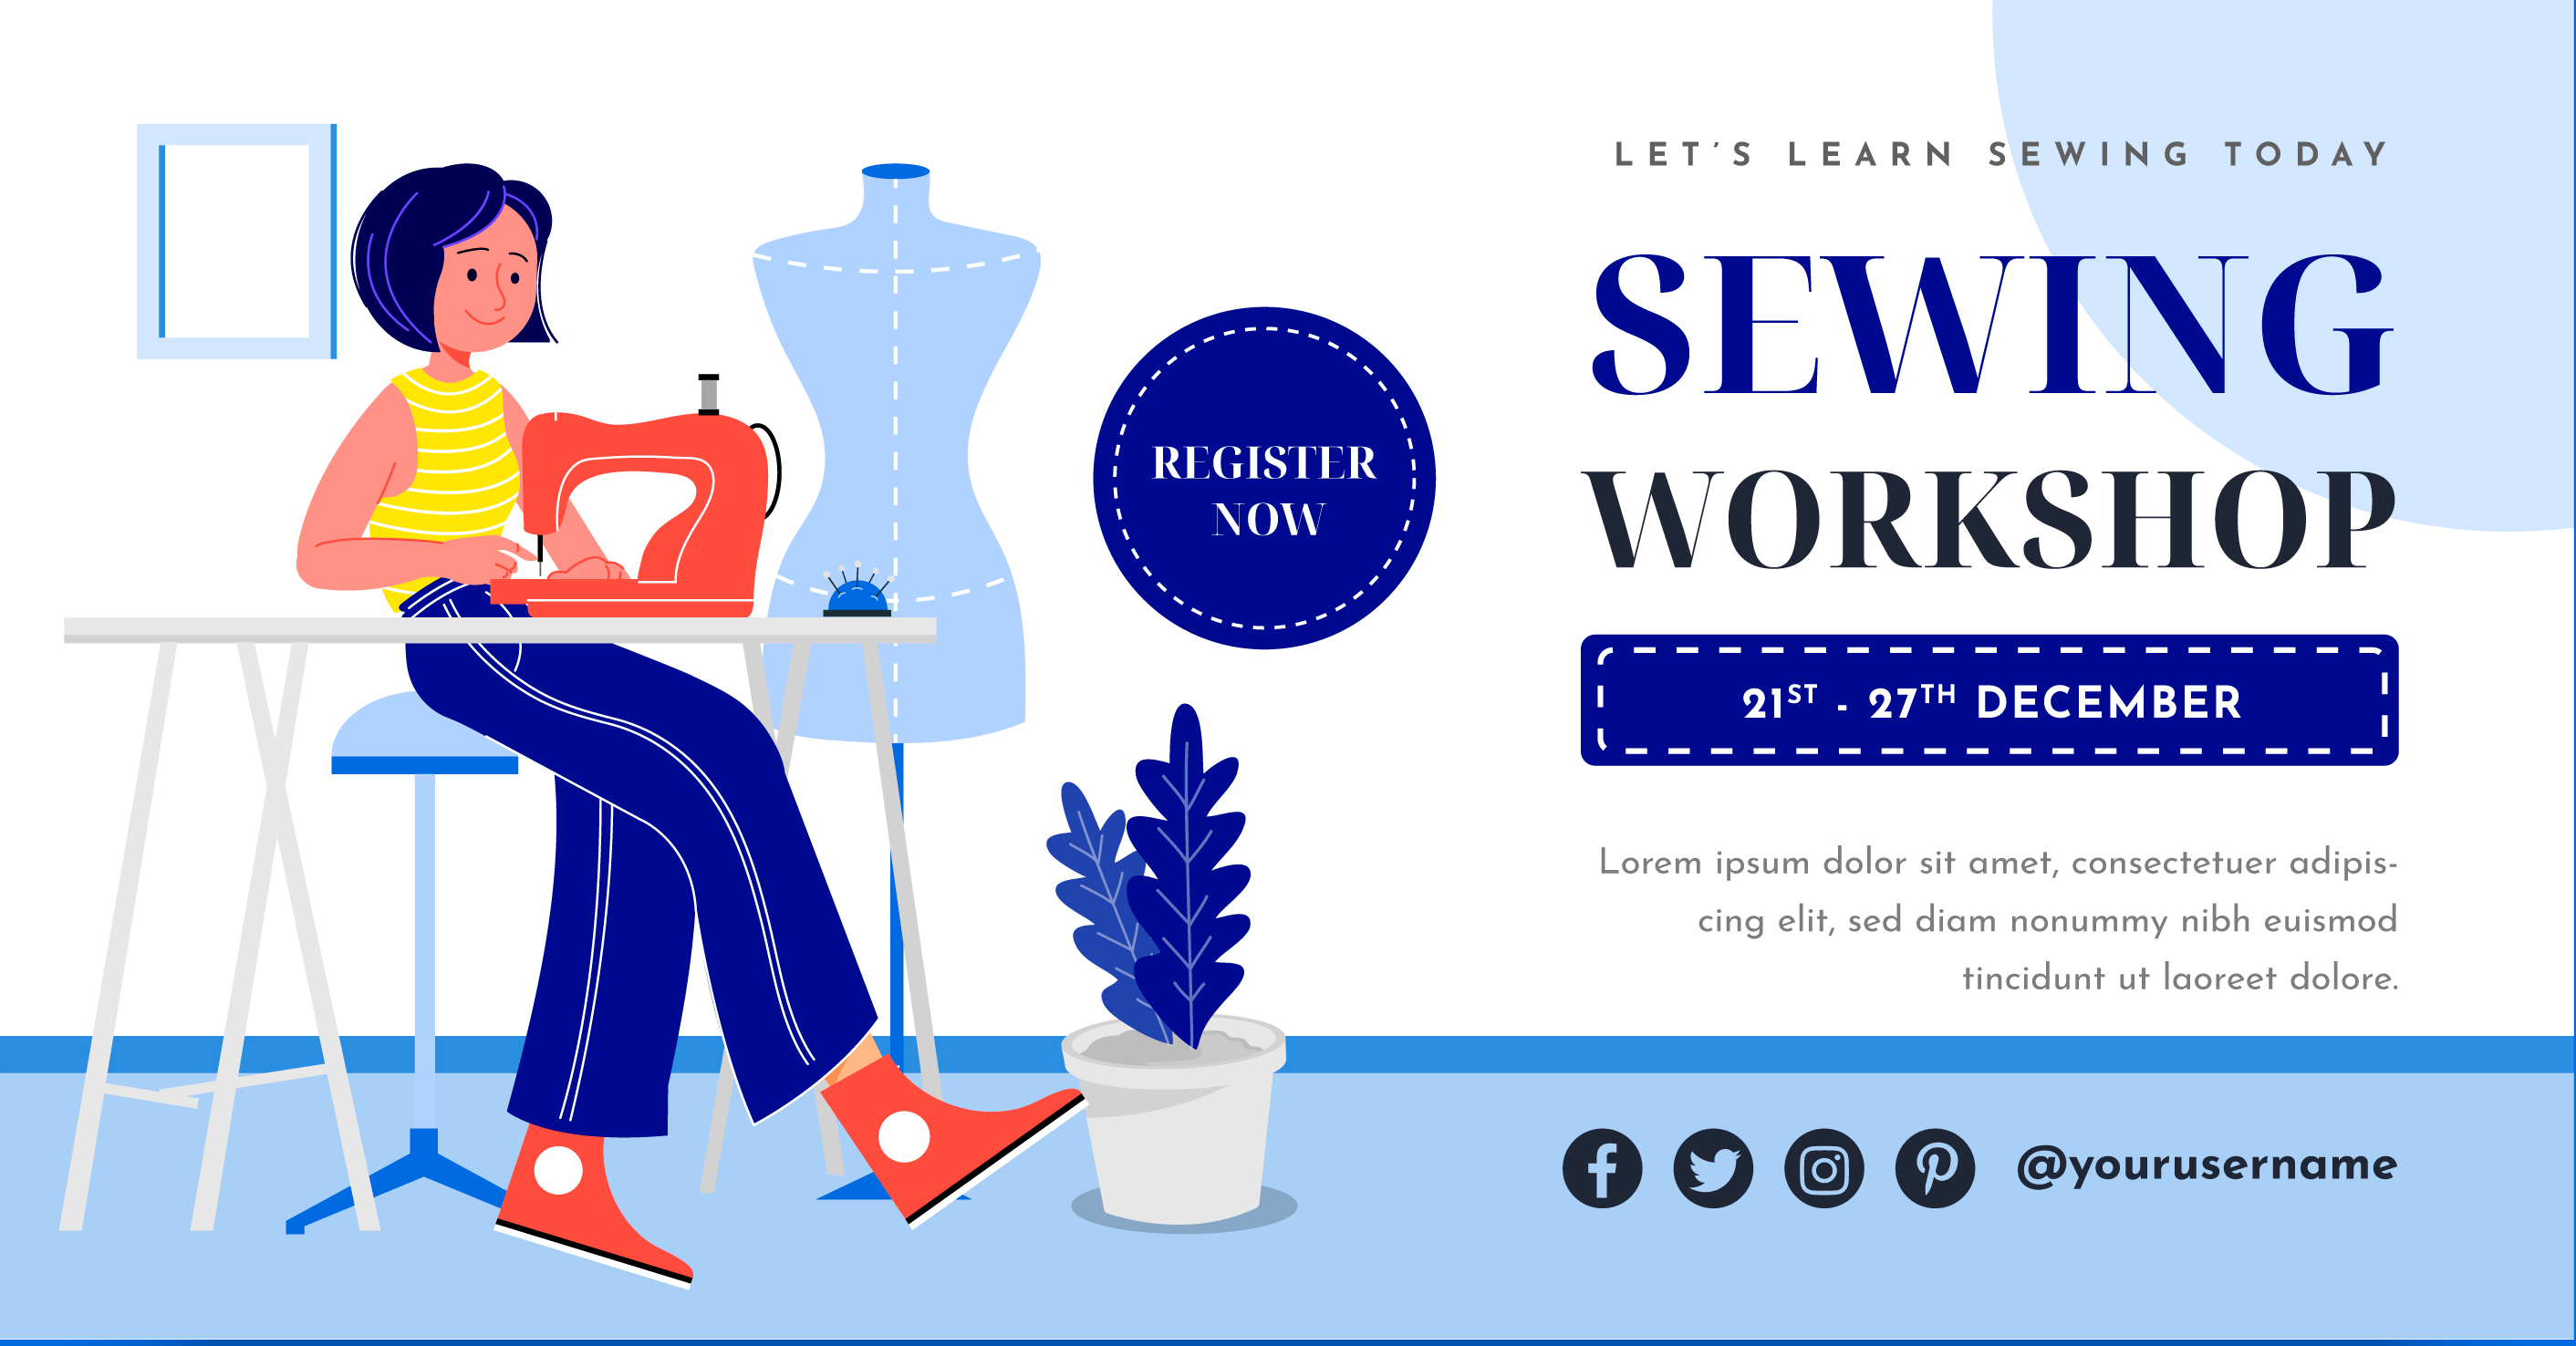 LET'S LEARN SEWING TODAY
SEWING
WORKSHOP
REGISTER
NOW
21ST - 27TH DECEMBER
Lorem ipsum dolor sit amet, consectetuer adipis-
cing elit, sed diam nonummy nibh euismod
tincidunt ut laoreet dolore.
@yourusername